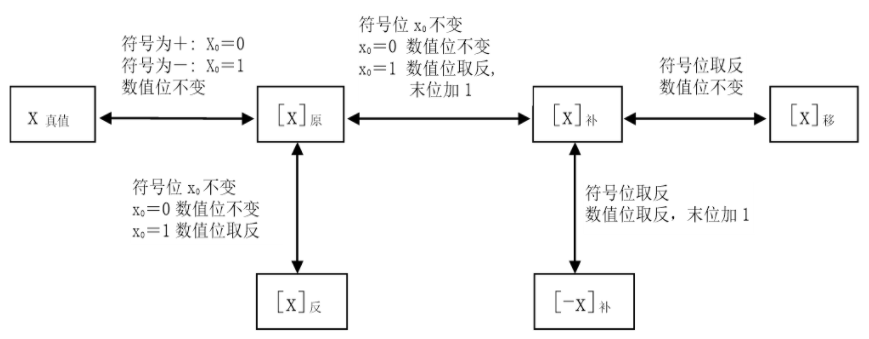 符号为＋: X₀＝0
符号为－: X₀＝1
数值位不变
符号位 x₀不变
x₀＝0 数值位不变
x₀＝1 数值位取反,
末位加 1
符号位取反
数值位不变
x 真值
[x]原
[x]补
[x]移
符号位 x₀不变
x₀＝0 数值位不变
x₀＝1 数值位取反
符号位取反
数值位取反，末位加 1
[x]反
[-x]补